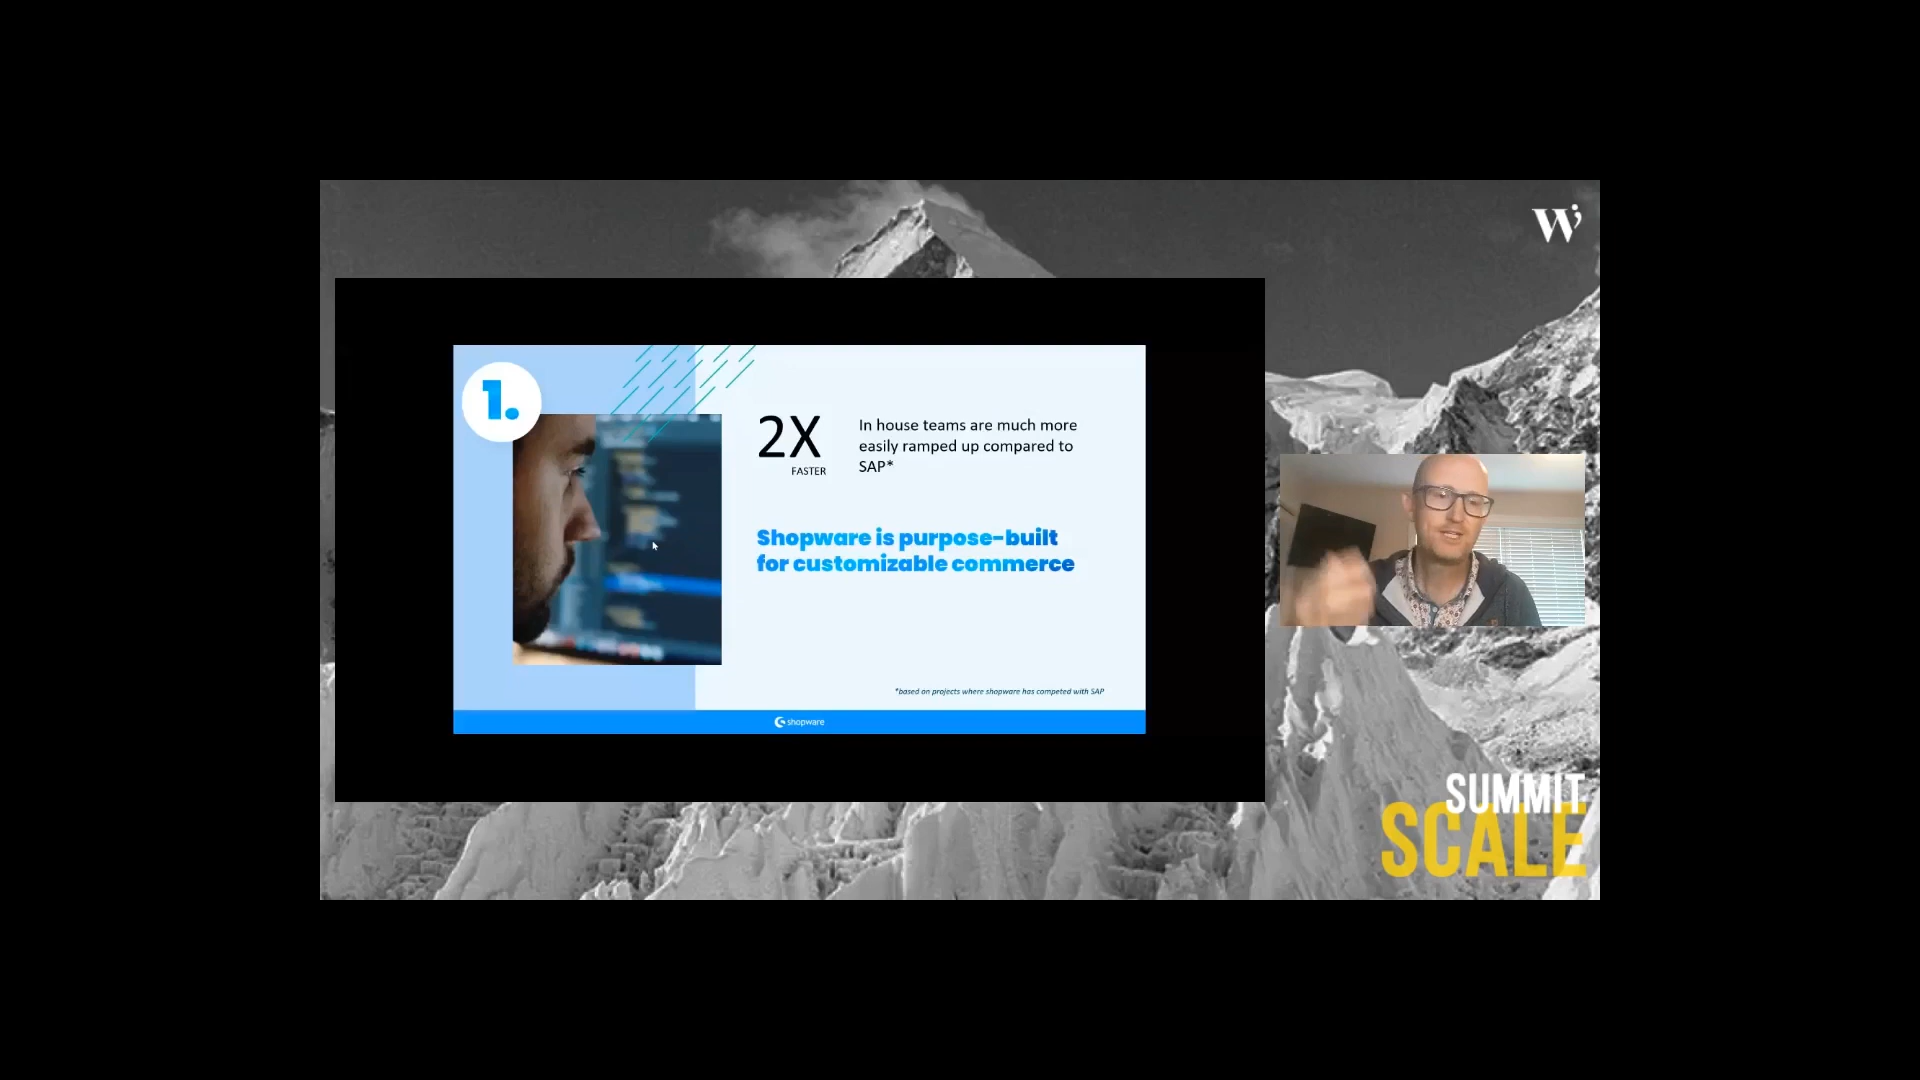 W
1.
2X
FASTER
In house teams are much more
easily ramped up compared to
SAP*
Shopware is purpose-built
for customizable commerce
*based on projects where shopware has competed with SAP
shopware
SUMMIT
SCALE